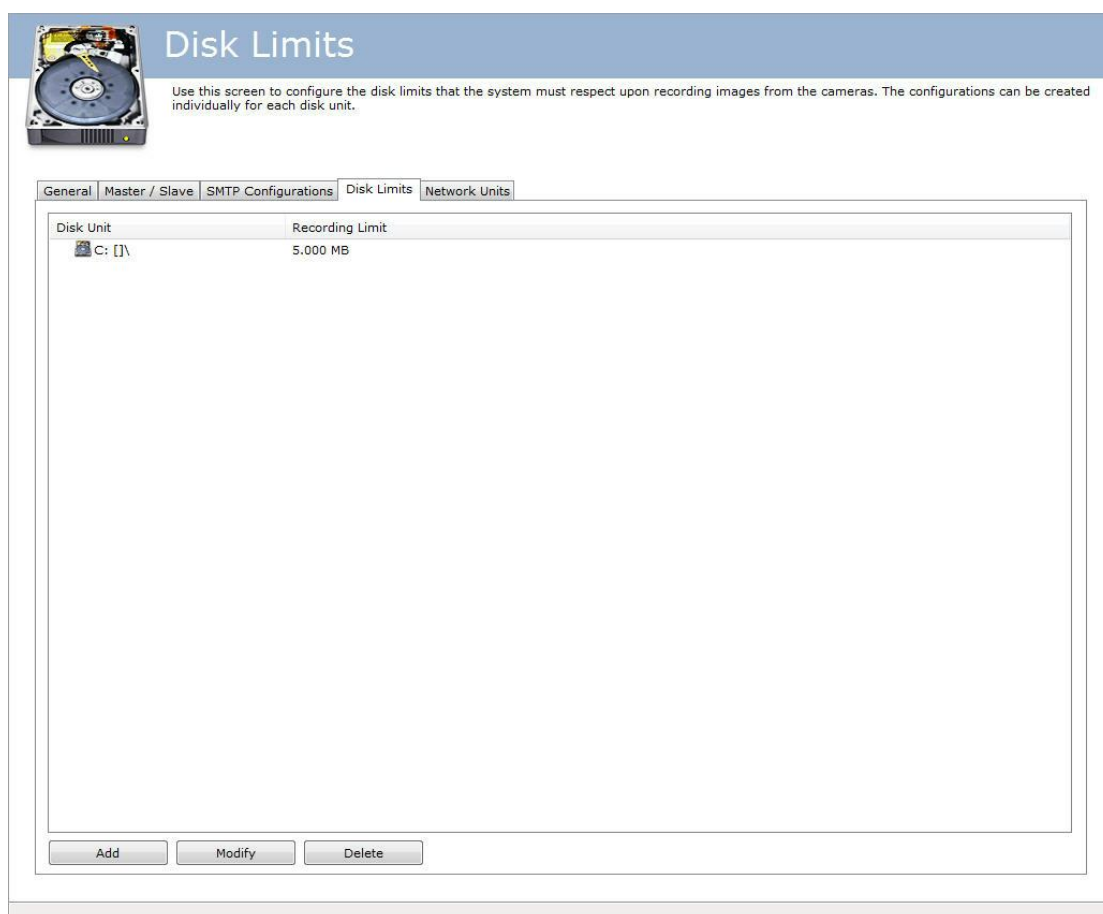 Disk Limits
Use this screen to configure the disk limits that the system must respect upon recording images from the cameras. The configurations can be created
individually for each disk unit.
General Master / Slave SMTP Configurations Disk Limits Network Units
Disk Unit Recording Limit
C: []\ 5.000 MB
Add Modify Delete